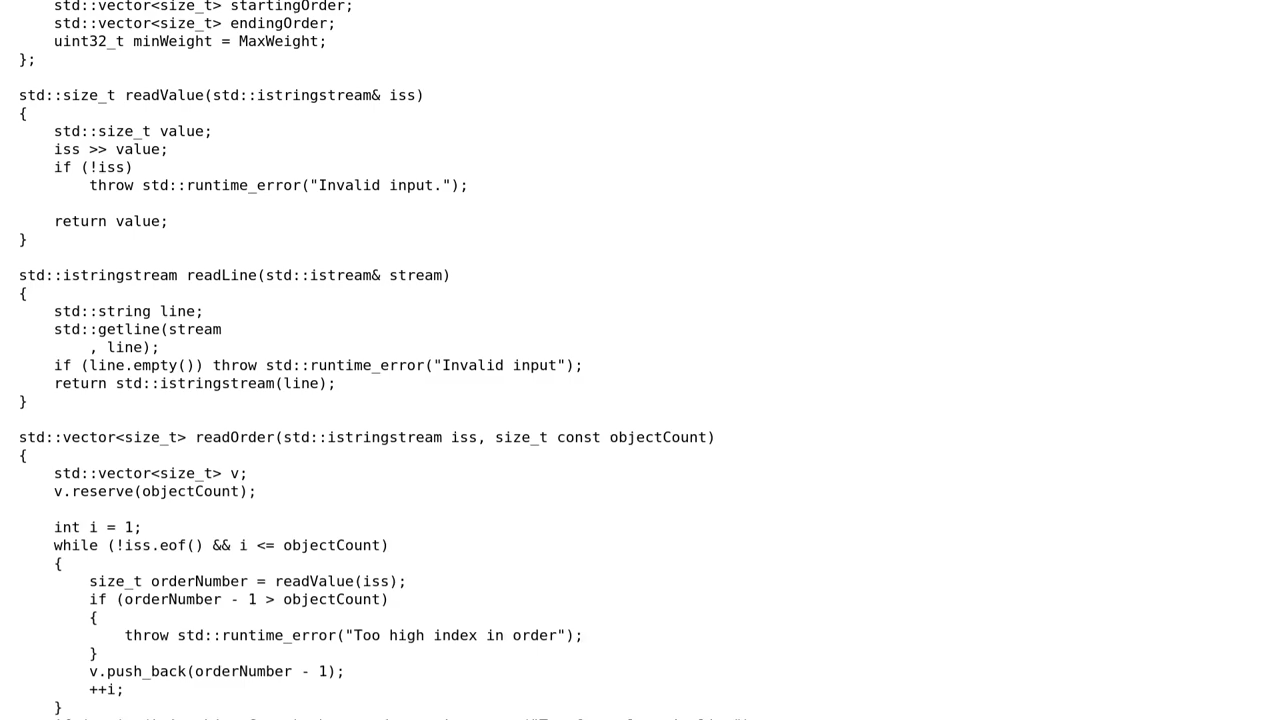 std::vector<size_t> startingOrder;
    std::vector<size_t> endingOrder;
    uint32_t minWeight = MaxWeight;
};

std::size_t readValue(std::istringstream& iss)
{
    std::size_t value;
    iss >> value;
    if (!iss)
        throw std::runtime_error("Invalid input.");

    return value;
}

std::istringstream readLine(std::istream& stream)
{
    std::string line;
    std::getline(stream
        , line);
    if (line.empty()) throw std::runtime_error("Invalid input");
    return std::istringstream(line);
}

std::vector<size_t> readOrder(std::istringstream iss, size_t const objectCount)
{
    std::vector<size_t> v;
    v.reserve(objectCount);

    int i = 1;
    while (!iss.eof() && i <= objectCount)
    {
        size_t orderNumber = readValue(iss);
        if (orderNumber - 1 > objectCount)
        {
            throw std::runtime_error("Too high index in order");
        }
        v.push_back(orderNumber - 1);
        ++i;
    }